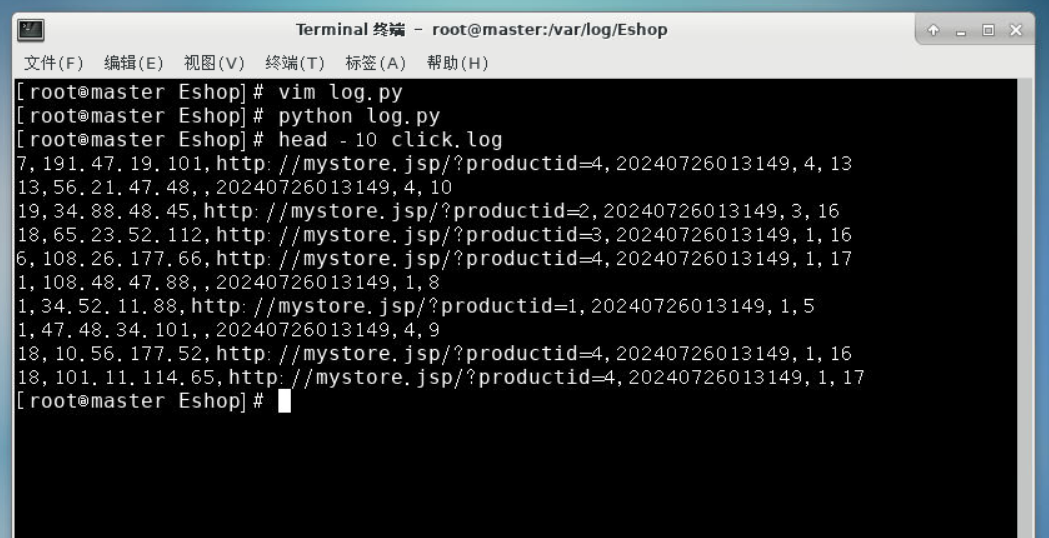 Terminal 终端 - root@master:/var/log/Eshop
文件(F) 编辑(E) 视图(V) 终端(T) 标签(A) 帮助(H)
[root@master Eshop]# vim log.py
[root@master Eshop]# python log.py
[root@master Eshop]# head -10 click.log
7,191.47.19.101,http://mystore.jsp/?productid=4,20240726013149,4,13
13,56.21.47.48,,20240726013149,4,10
19,34.88.48.45,http://mystore.jsp/?productid=2,20240726013149,3,16
18,65.23.52.112,http://mystore.jsp/?productid=3,20240726013149,1,16
6,108.26.177.66,http://mystore.jsp/?productid=4,20240726013149,1,17
1,108.48.47.88,,20240726013149,1,8
1,34.52.11.88,http://mystore.jsp/?productid=1,20240726013149,1,5
1,47.48.34.101,,20240726013149,4,9
18,10.56.177.52,http://mystore.jsp/?productid=4,20240726013149,1,16
18,101.11.114.65,http://mystore.jsp/?productid=4,20240726013149,1,17
[root@master Eshop]#